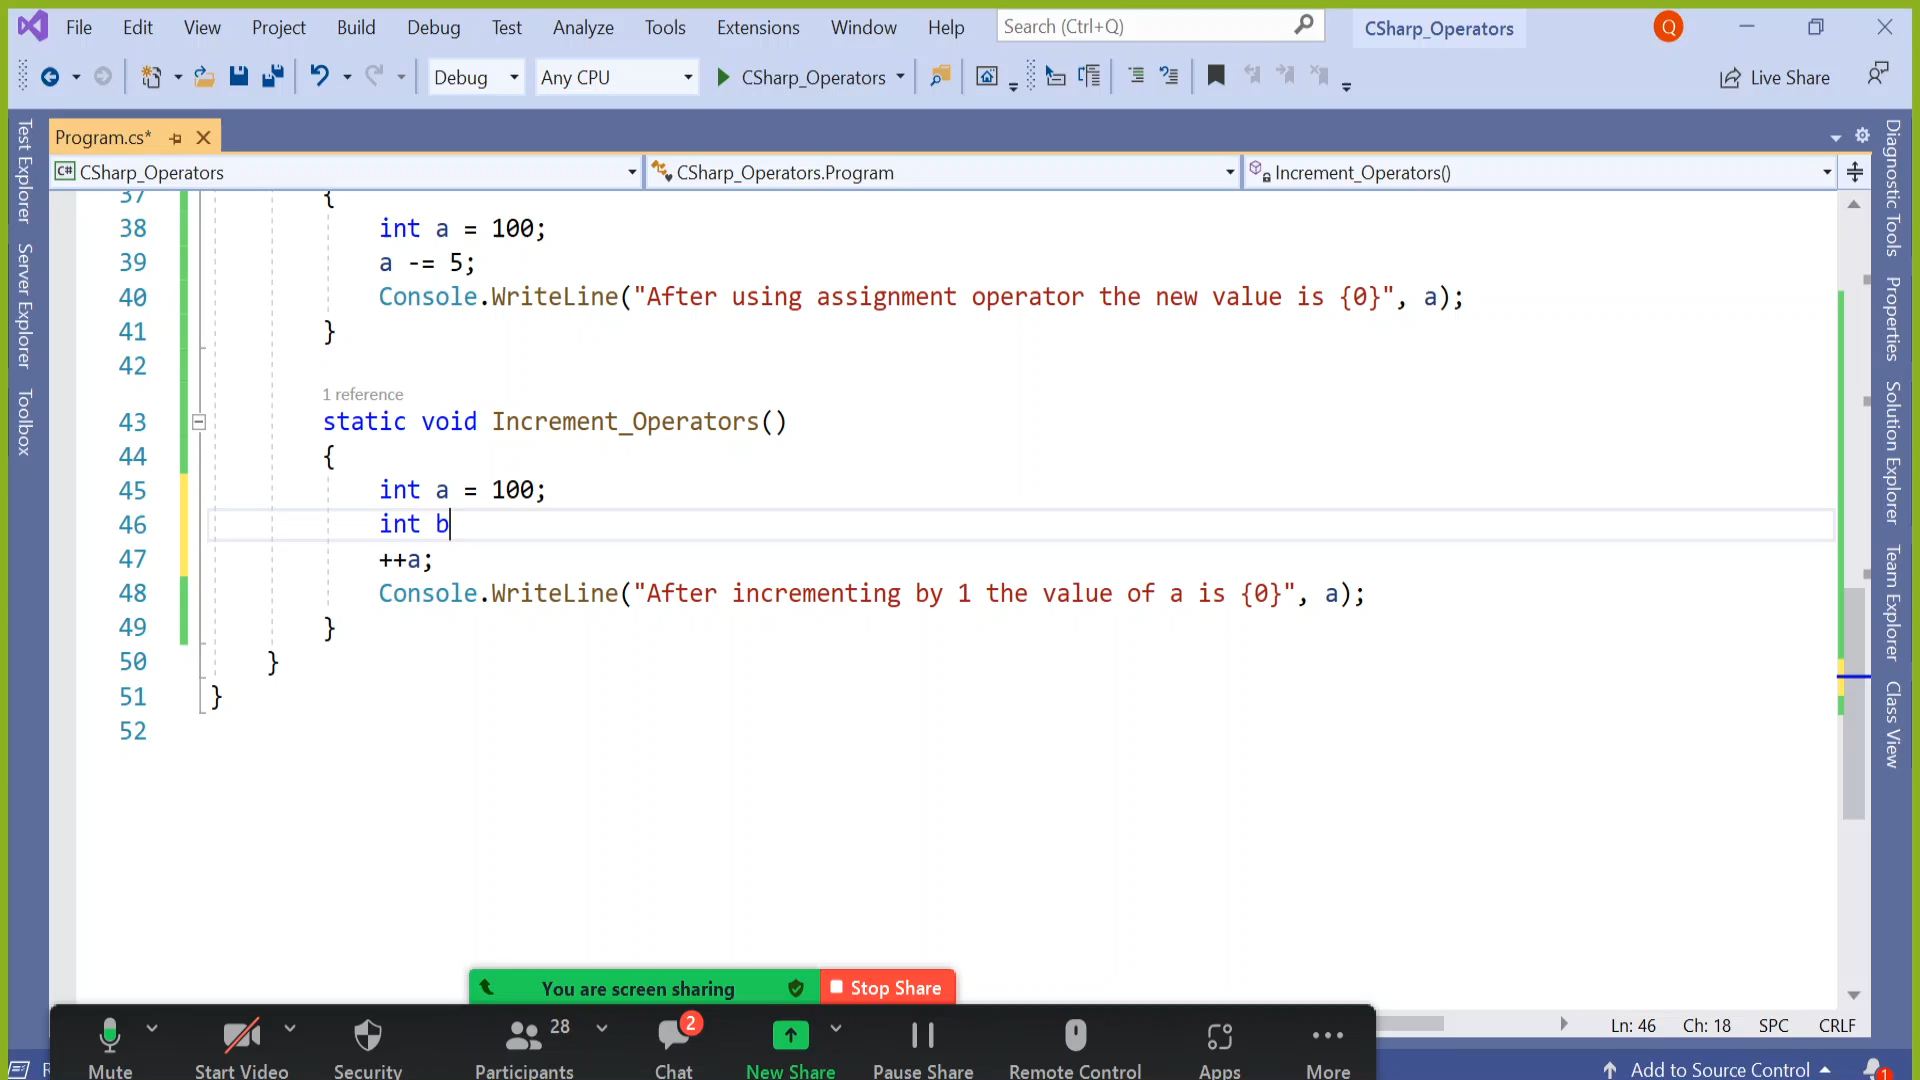 File Edit View Project Build Debug Test Analyze Tools Extensions Window Help Search (Ctrl+Q) CSharp_Operators Q
Debug Any CPU CSharp_Operators Live Share
Program.cs*
C# CSharp_Operators CSharp_Operators.Program Increment_Operators()
Test Explorer
Server Explorer
Toolbox
37 {
38 int a = 100;
39 a -= 5;
40 Console.WriteLine("After using assignment operator the new value is {0}", a);
41 }
42
1 reference
43 static void Increment_Operators()
44 {
45 int a = 100;
46 int b
47 ++a;
48 Console.WriteLine("After incrementing by 1 the value of a is {0}", a);
49 }
50 }
51 }
52
Diagnostic Tools
Properties
Solution Explorer
Team Explorer
Class View
You are screen sharing Stop Share
Ln: 46 Ch: 18 SPC CRLF
28 2
Mute Start Video Security Participants Chat New Share Pause Share Remote Control Apps More
Add to Source Control 1